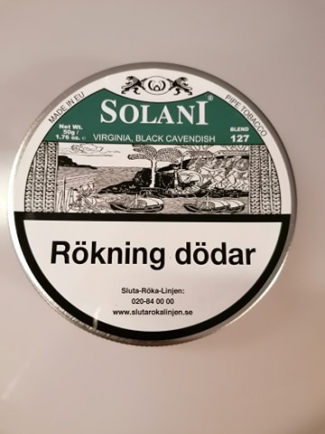 MADE IN EU
SOLANI®
PIPE TOBACCO
Net Wt.
50g /
1.76 oz. e
VIRGINIA, BLACK CAVENDISH
BLEND
127
Rökning dödar
Sluta-Röka-Linjen:
020-84 00 00
www.slutarokalinjen.se